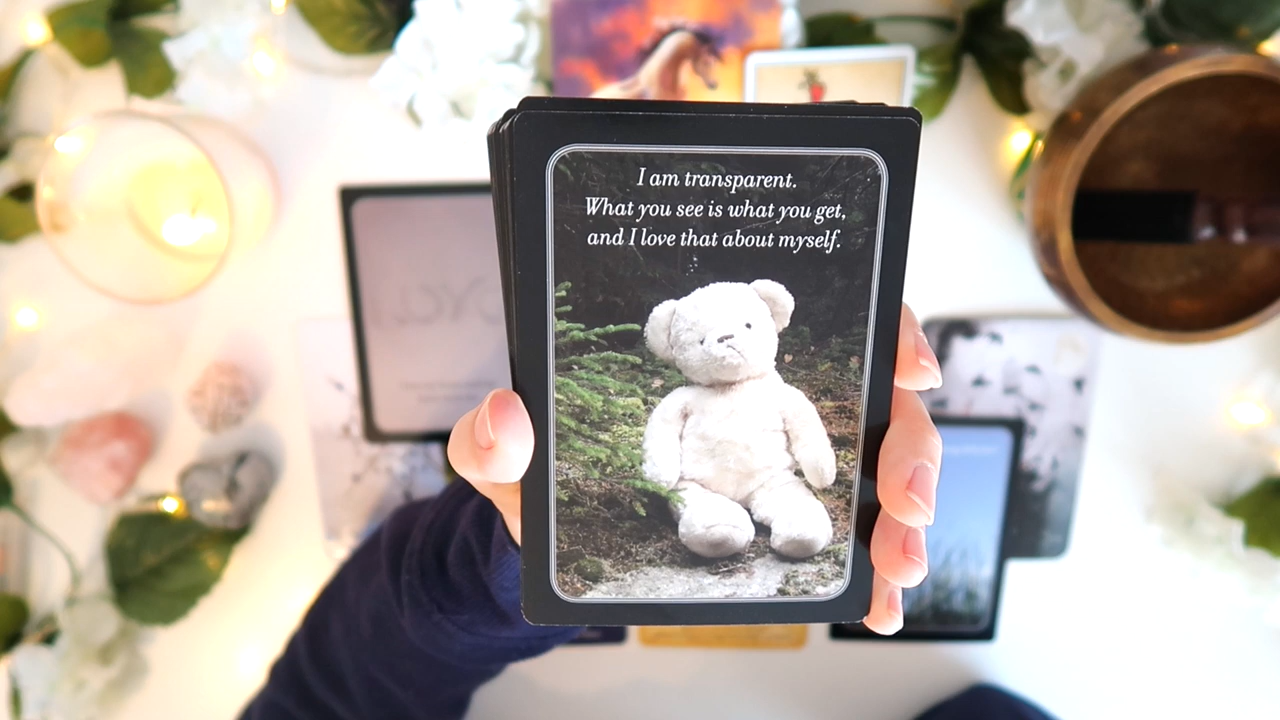 I am transparent.
What you see is what you get,
and I love that about myself.